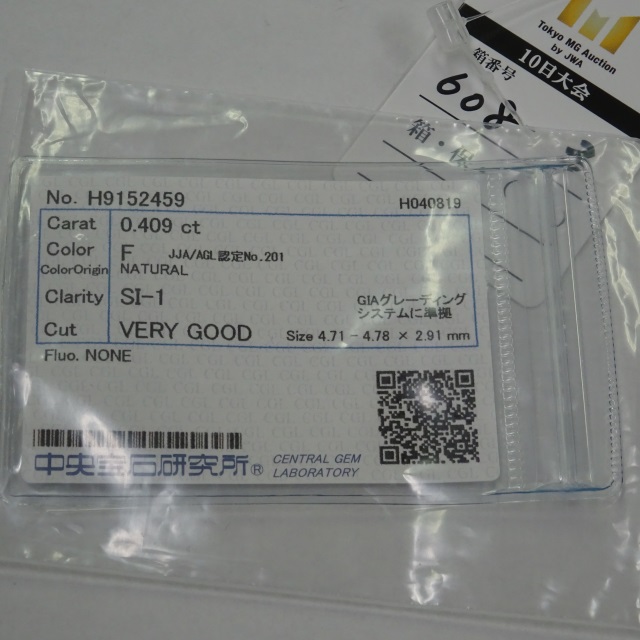 Tokyo MG Auction
by JWA
10日大会
箱番号
608
No. H9152459
H040819
Carat 0.409 ct
Color F JJA/AGL認定No.201
ColorOrigin NATURAL
Clarity SI-1
GIAグレーディング
システムに準拠
Cut VERY GOOD Size 4.71 - 4.78 × 2.91 mm
Fluo. NONE
中央宝石研究所® CENTRAL GEM
LABORATORY